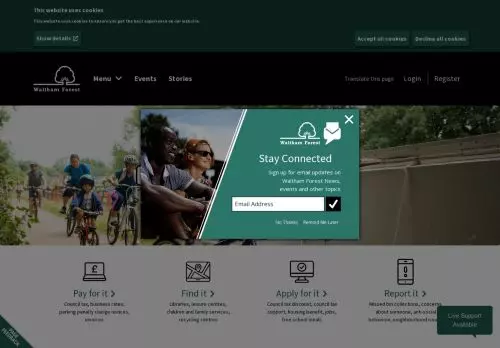 This website uses cookies
This website uses cookies to ensure you get the best experience on our website.
Show details
Accept all cookies
Decline all cookies
Waltham Forest
Menu
Events
Stories
Translate this page
Login
Register
Waltham Forest
Stay Connected
Sign up for email updates on
Waltham Forest News,
events and other topics
Email Address
No Thanks
Remind Me Later
Pay for it
Council tax, business rates,
parking penalty charge notices,
invoices
Find it
Libraries, leisure centres,
children and family services,
recycling centres
Apply for it
Council tax discount, council tax
support, housing benefit, jobs,
free school meals
Report it
Missed bin collections, concerns
about someone, anti-social
behaviour, neighbourhood
Live Support
Available
FEEDBACK